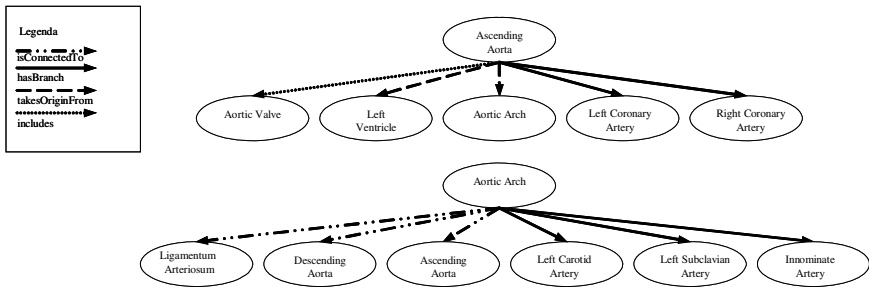 Legenda
isConnectedTo
hasBranch
takesOriginFrom
includes
Ascending
Aorta
Aortic Valve
Left
Ventricle
Aortic Arch
Left Coronary
Artery
Right Coronary
Artery
Aortic Arch
Ligamentum
Arteriosum
Descending
Aorta
Ascending
Aorta
Left Carotid
Artery
Left Subclavian
Artery
Innominate
Artery